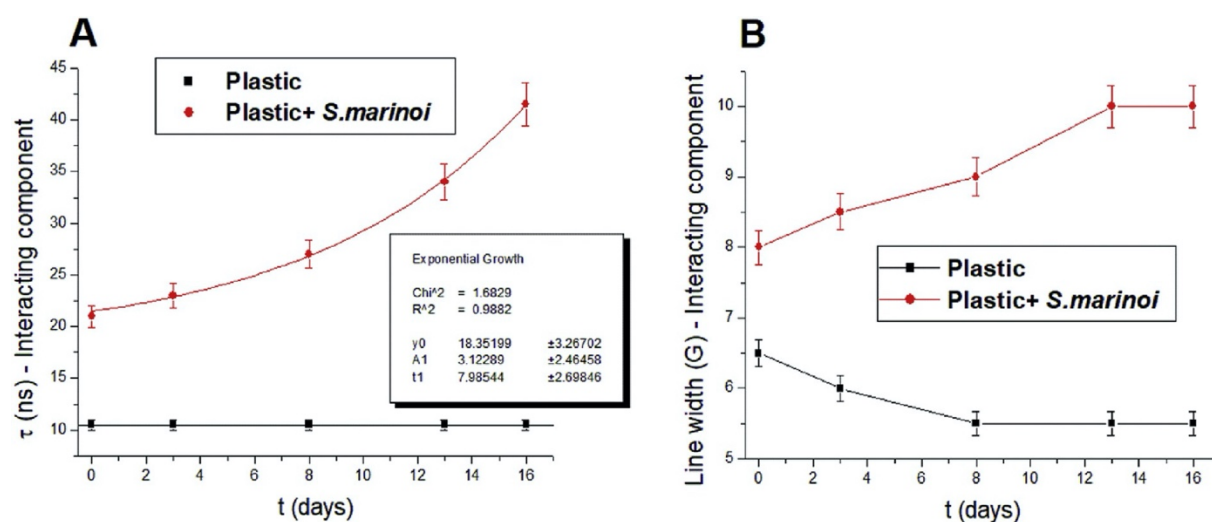 A
Plastic
Plastic+ S.marinoi
τ (ns) - Interacting component
45
40
35
30
25
20
15
10
Exponential Growth
Chi^2 = 1.6829
R^2 = 0.9882
y0 18.35199 ±3.26702
A1 3.12289 ±2.46458
t1 7.98544 ±2.69846
0 2 4 6 8 10 12 14 16
t (days)
B
Line width (G) - Interacting component
10
9
8
7
6
5
Plastic
Plastic+ S.marinoi
0 2 4 6 8 10 12 14 16
t (days)